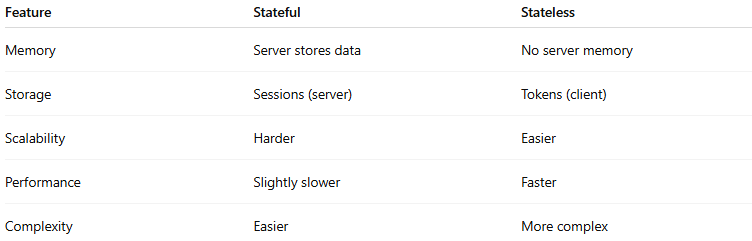 Feature Stateful Stateless
Memory Server stores data No server memory
Storage Sessions (server) Tokens (client)
Scalability Harder Easier
Performance Slightly slower Faster
Complexity Easier More complex